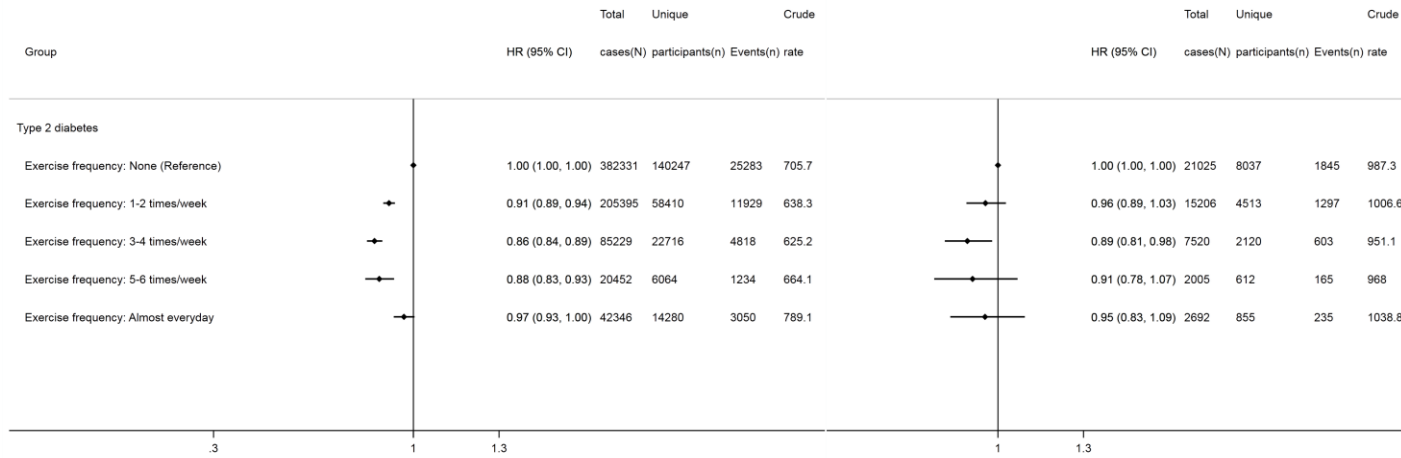 Total Unique Crude Total Unique Crude
Group HR (95% CI) cases(N) participants(n) Events(n) rate HR (95% CI) cases(N) participants(n) Events(n) rate
Type 2 diabetes
Exercise frequency: None (Reference) 1.00 (1.00, 1.00) 382331 140247 25283 705.7 1.00 (1.00, 1.00) 21025 8037 1845 987.3
Exercise frequency: 1-2 times/week 0.91 (0.89, 0.94) 205395 58410 11929 638.3 0.96 (0.89, 1.03) 15206 4513 1297 1006.6
Exercise frequency: 3-4 times/week 0.86 (0.84, 0.89) 85229 22716 4818 625.2 0.89 (0.81, 0.98) 7520 2120 603 951.1
Exercise frequency: 5-6 times/week 0.88 (0.83, 0.93) 20452 6064 1234 664.1 0.91 (0.78, 1.07) 2005 612 165 968
Exercise frequency: Almost everyday 0.97 (0.93, 1.00) 42346 14280 3050 789.1 0.95 (0.83, 1.09) 2692 855 235 1038.8
.3 1 1.3 1 1.3